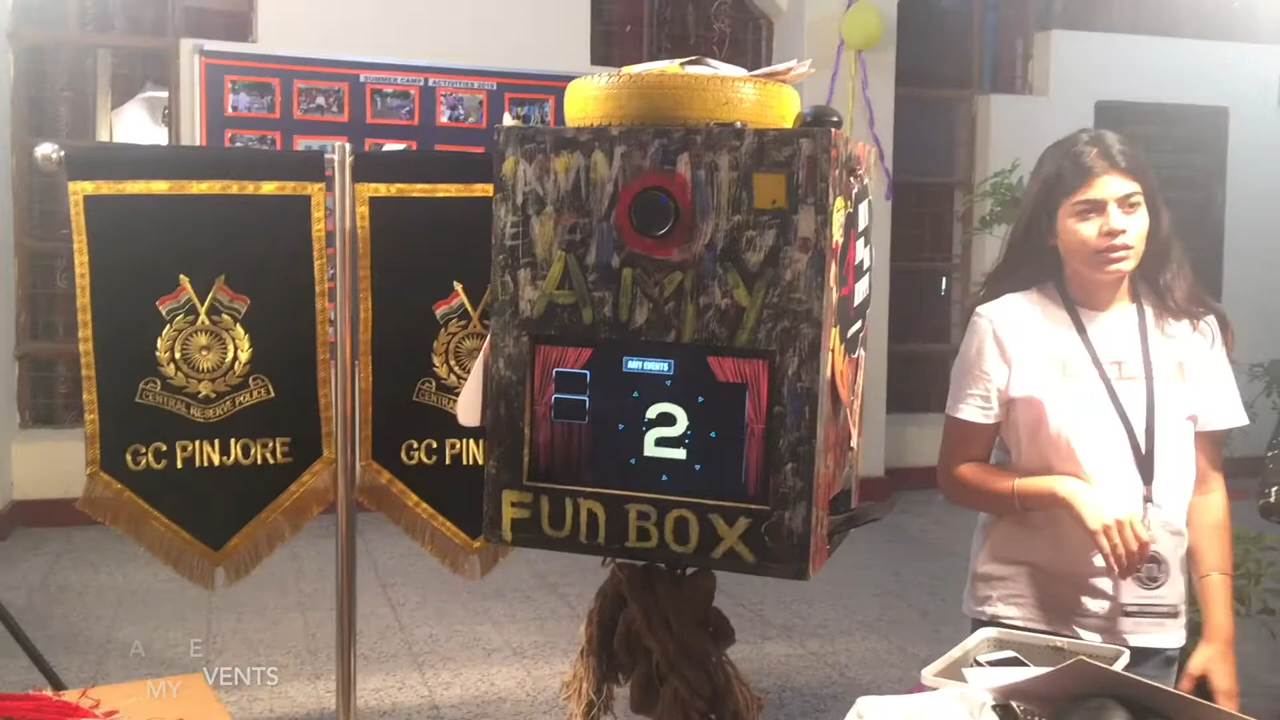 SUMMER CAMP ACTIVITIES 2019
CENTRAL RESERVE POLICE
GC PINJORE
GC PIN
AMY
AMY EVENTS
2
FUN BOX
A E
MY VENTS